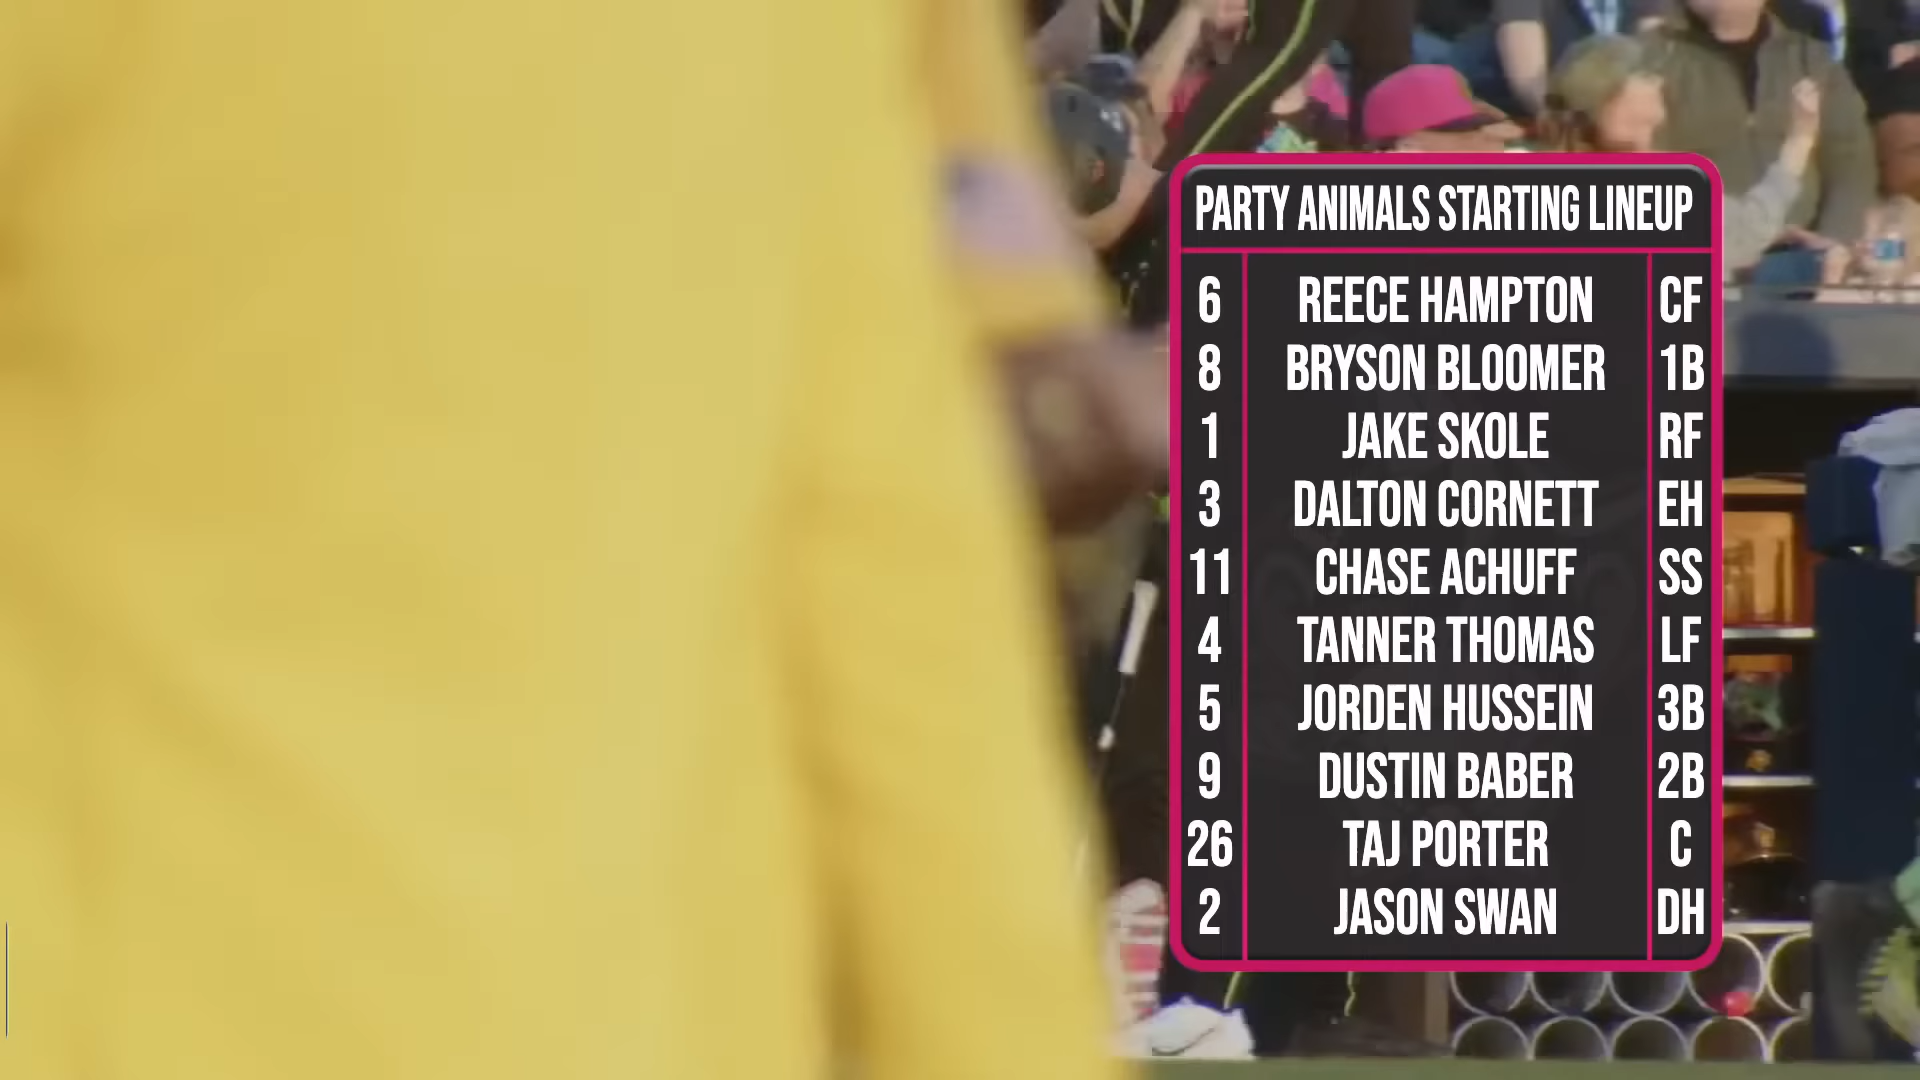 PARTY ANIMALS STARTING LINEUP
6 REECE HAMPTON CF
8 BRYSON BLOOMER 1B
1 JAKE SKOLE RF
3 DALTON CORNETT EH
11 CHASE ACHUFF SS
4 TANNER THOMAS LF
5 JORDEN HUSSEIN 3B
9 DUSTIN BABER 2B
26 TAJ PORTER C
2 JASON SWAN DH